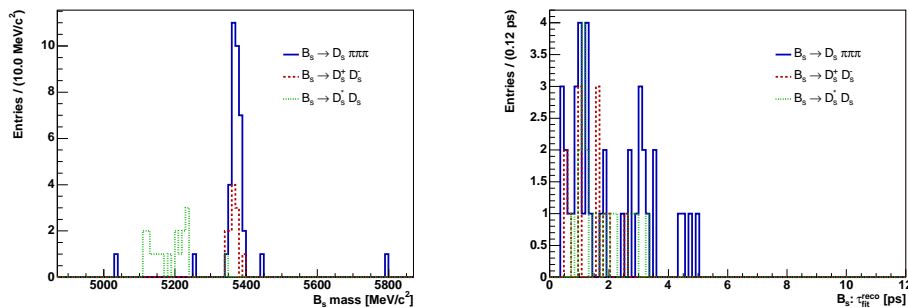 Entries / (10.0 MeV/c²)
10
8
6
4
2
0
B_s → D_s πππ
B_s → D_s^+ D_s^-
B_s → D_s^* D_s
5000 5200 5400 5600 5800
B_s mass [MeV/c²]
Entries / (0.12 ps)
4
3.5
3
2.5
2
1.5
1
0.5
0
B_s → D_s πππ
B_s → D_s^+ D_s^-
B_s → D_s^* D_s
0 2 4 6 8 10 12
B_s: τ_fit^reco [ps]